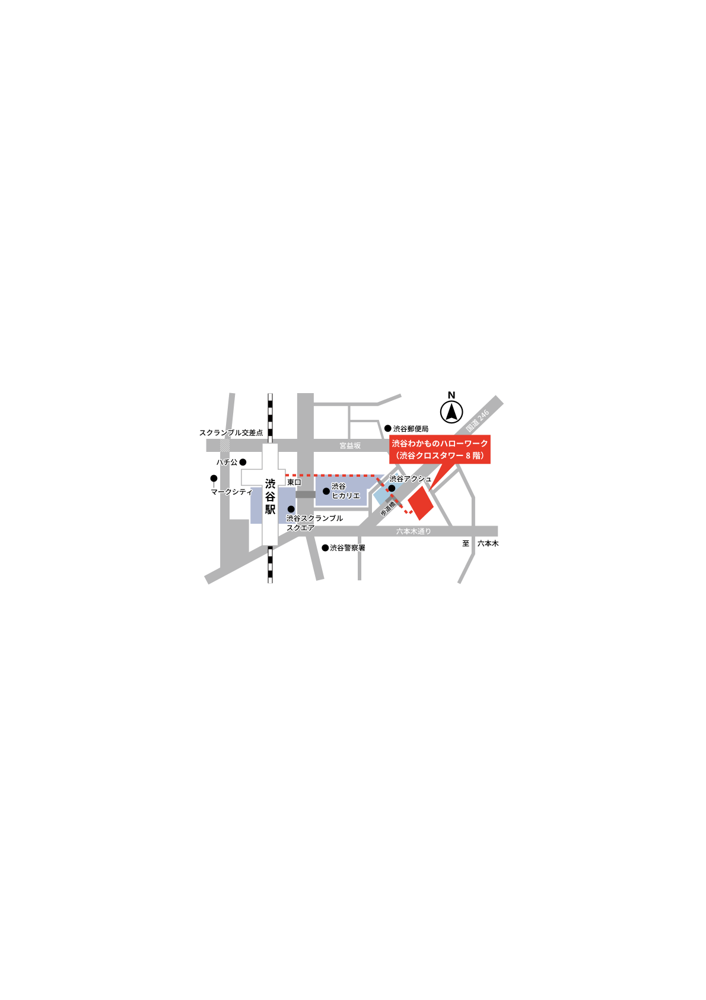 N
国道 246
スクランブル交差点
渋谷郵便局
宮益坂
渋谷わかものハローワーク
（渋谷クロスタワー 8 階）
ハチ公
マークシティ
渋谷駅
東口
渋谷
ヒカリエ
渋谷アクシュ
歩道橋
渋谷スクランブル
スクエア
六本木通り
至 六本木
渋谷警察署